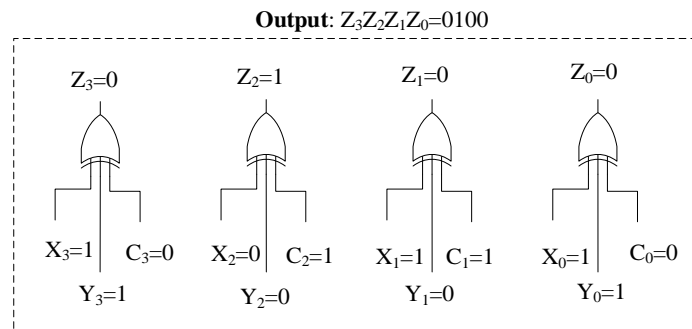 Output: Z₃Z₂Z₁Z₀=0100
Z₃=0 Z₂=1 Z₁=0 Z₀=0
X₃=1 C₃=0 X₂=0 C₂=1 X₁=1 C₁=1 X₀=1 C₀=0
Y₃=1 Y₂=0 Y₁=0 Y₀=1